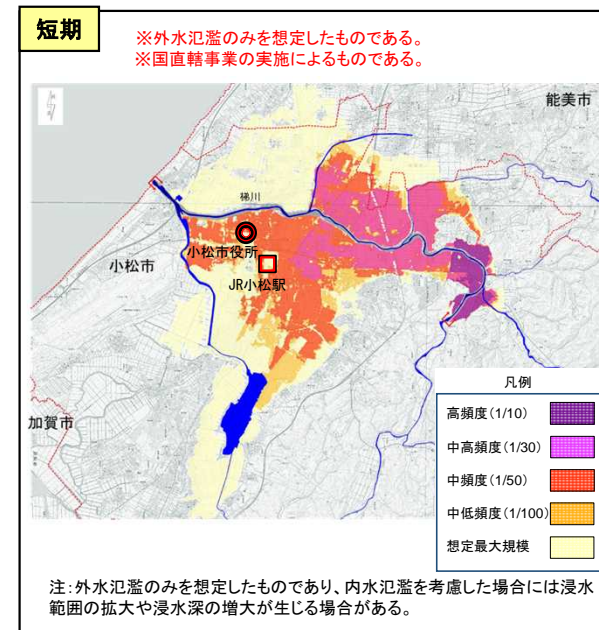 短期
※外水氾濫のみを想定したものである。
※国直轄事業の実施によるものである。
能美市
梯川
小松市役所
小松市
JR小松駅
加賀市
凡例
高頻度(1/10)
中高頻度(1/30)
中頻度(1/50)
中低頻度(1/100)
想定最大規模
注:外水氾濫のみを想定したものであり、内水氾濫を考慮した場合には浸水
範囲の拡大や浸水深の増大が生じる場合がある。